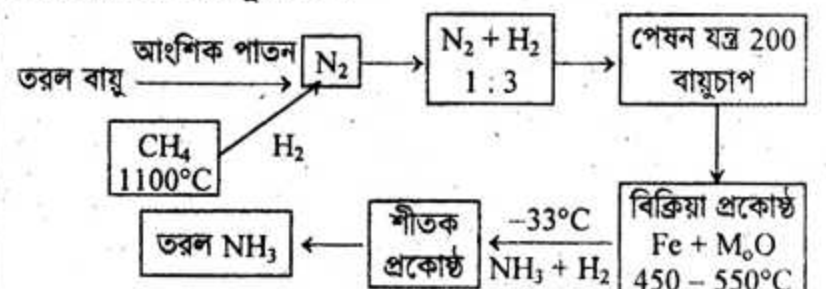 তরল বায়ু
আংশিক পাতন
N₂
N₂ + H₂
1 : 3
পেষন যন্ত্র 200
বায়ুচাপ
CH₄
1100°C
H₂
বিক্রিয়া প্রকোষ্ঠ
Fe + MₒO
450 – 550°C
–33°C
NH₃ + H₂
শীতক
প্রকোষ্ঠ
তরল NH₃